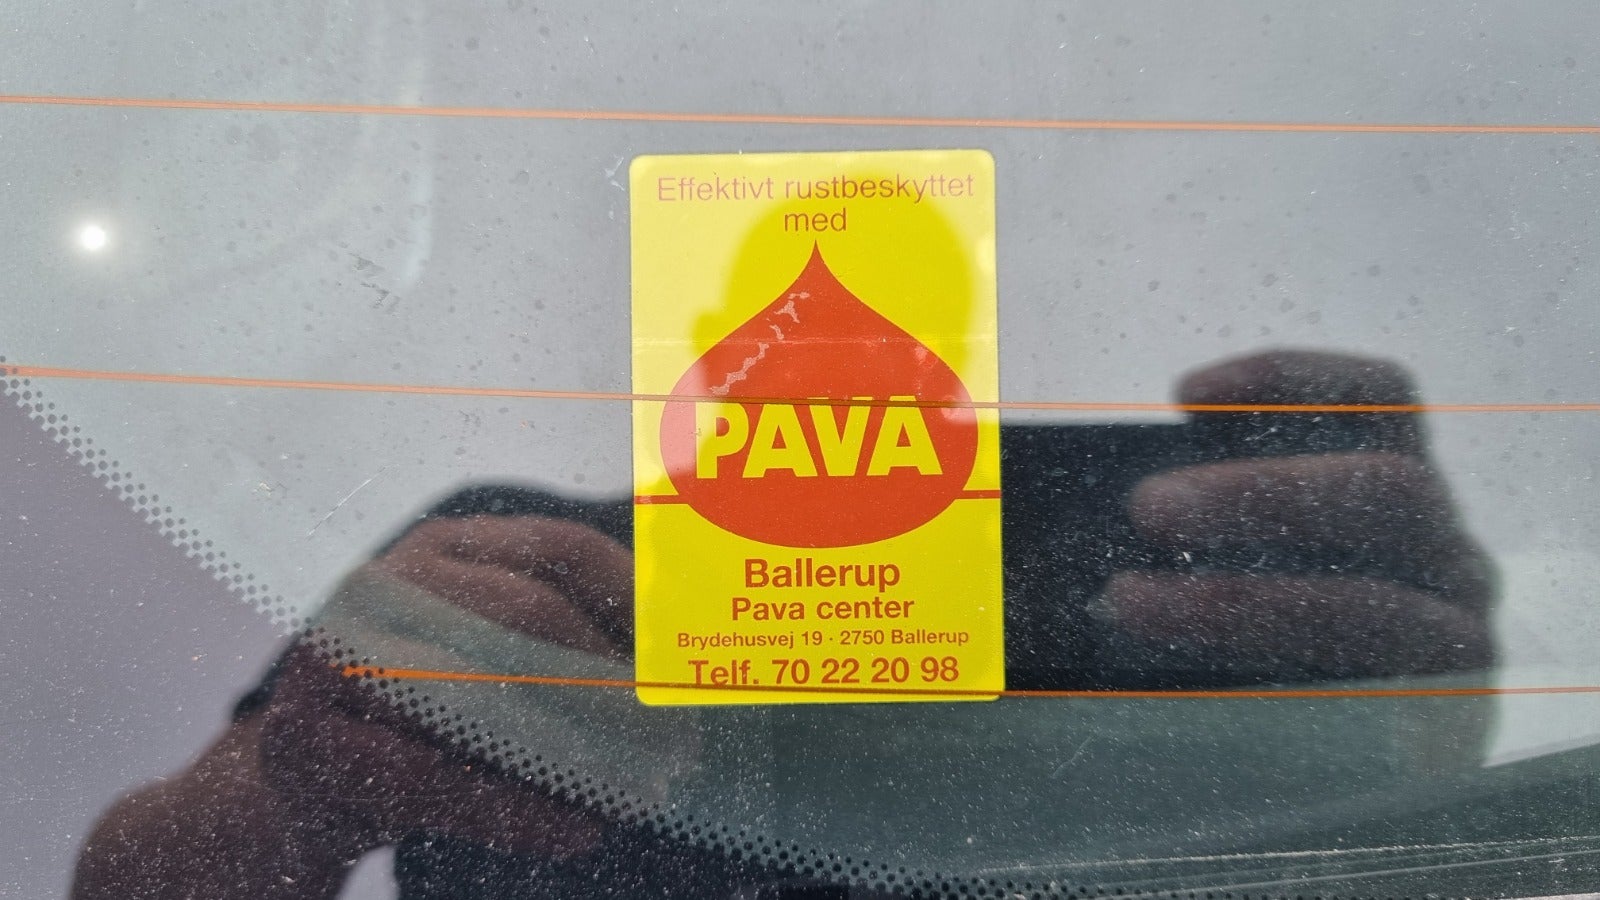 Effektivt rustbeskyttet
med
PAVA
Ballerup
Pava center
Brydehusvej 19 · 2750 Ballerup
Telf. 70 22 20 98